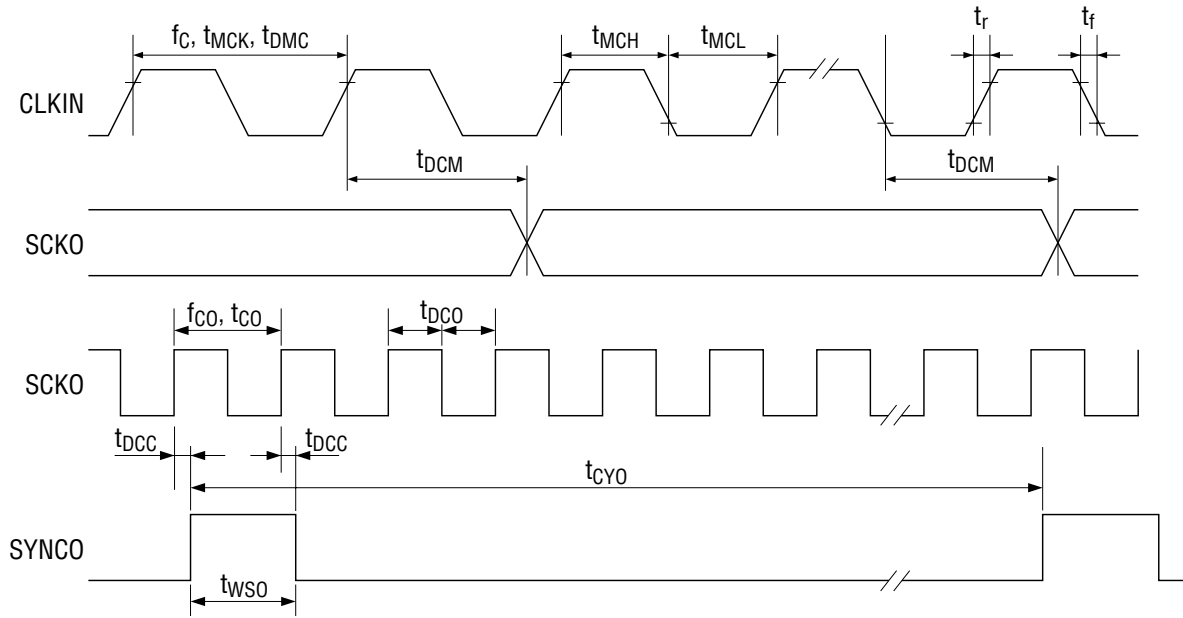 fC, tMCK, tDMC
tMCH
tMCL
tr
tf
CLKIN
tDCM
tDCM
SCKO
fCO, tCO
tDCO
SCKO
tDCC
tDCC
tCYO
SYNCO
tWSO